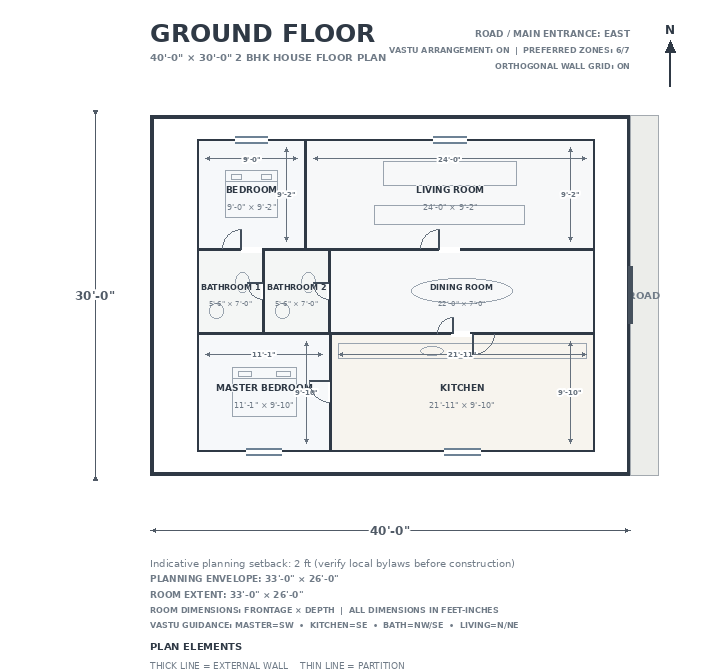 GROUND FLOOR
40'-0" × 30'-0" 2 BHK HOUSE FLOOR PLAN
ROAD / MAIN ENTRANCE: EAST
VASTU ARRANGEMENT: ON | PREFERRED ZONES: 6/7
ORTHOGONAL WALL GRID: ON
N
9'-0"
24'-0"
BEDROOM
9'-2"
LIVING ROOM
9'-2"
9'-0" × 9'-2"
24'-0" × 9'-2"
BATHROOM 1
BATHROOM 2
DINING ROOM
30'-0"
ROAD
5'-6" × 7'-0"
5'-6" × 7'-0"
22'-0" × 7'-0"
11'-1"
21'-11"
MASTER BEDROOM
9'-10"
KITCHEN
9'-10"
11'-1" × 9'-10"
21'-11" × 9'-10"
40'-0"
Indicative planning setback: 2 ft (verify local bylaws before construction)
PLANNING ENVELOPE: 33'-0" × 26'-0"
ROOM EXTENT: 33'-0" × 26'-0"
ROOM DIMENSIONS: FRONTAGE × DEPTH | ALL DIMENSIONS IN FEET-INCHES
VASTU GUIDANCE: MASTER=SW • KITCHEN=SE • BATH=NW/SE • LIVING=N/NE
PLAN ELEMENTS
THICK LINE = EXTERNAL WALL THIN LINE = PARTITION